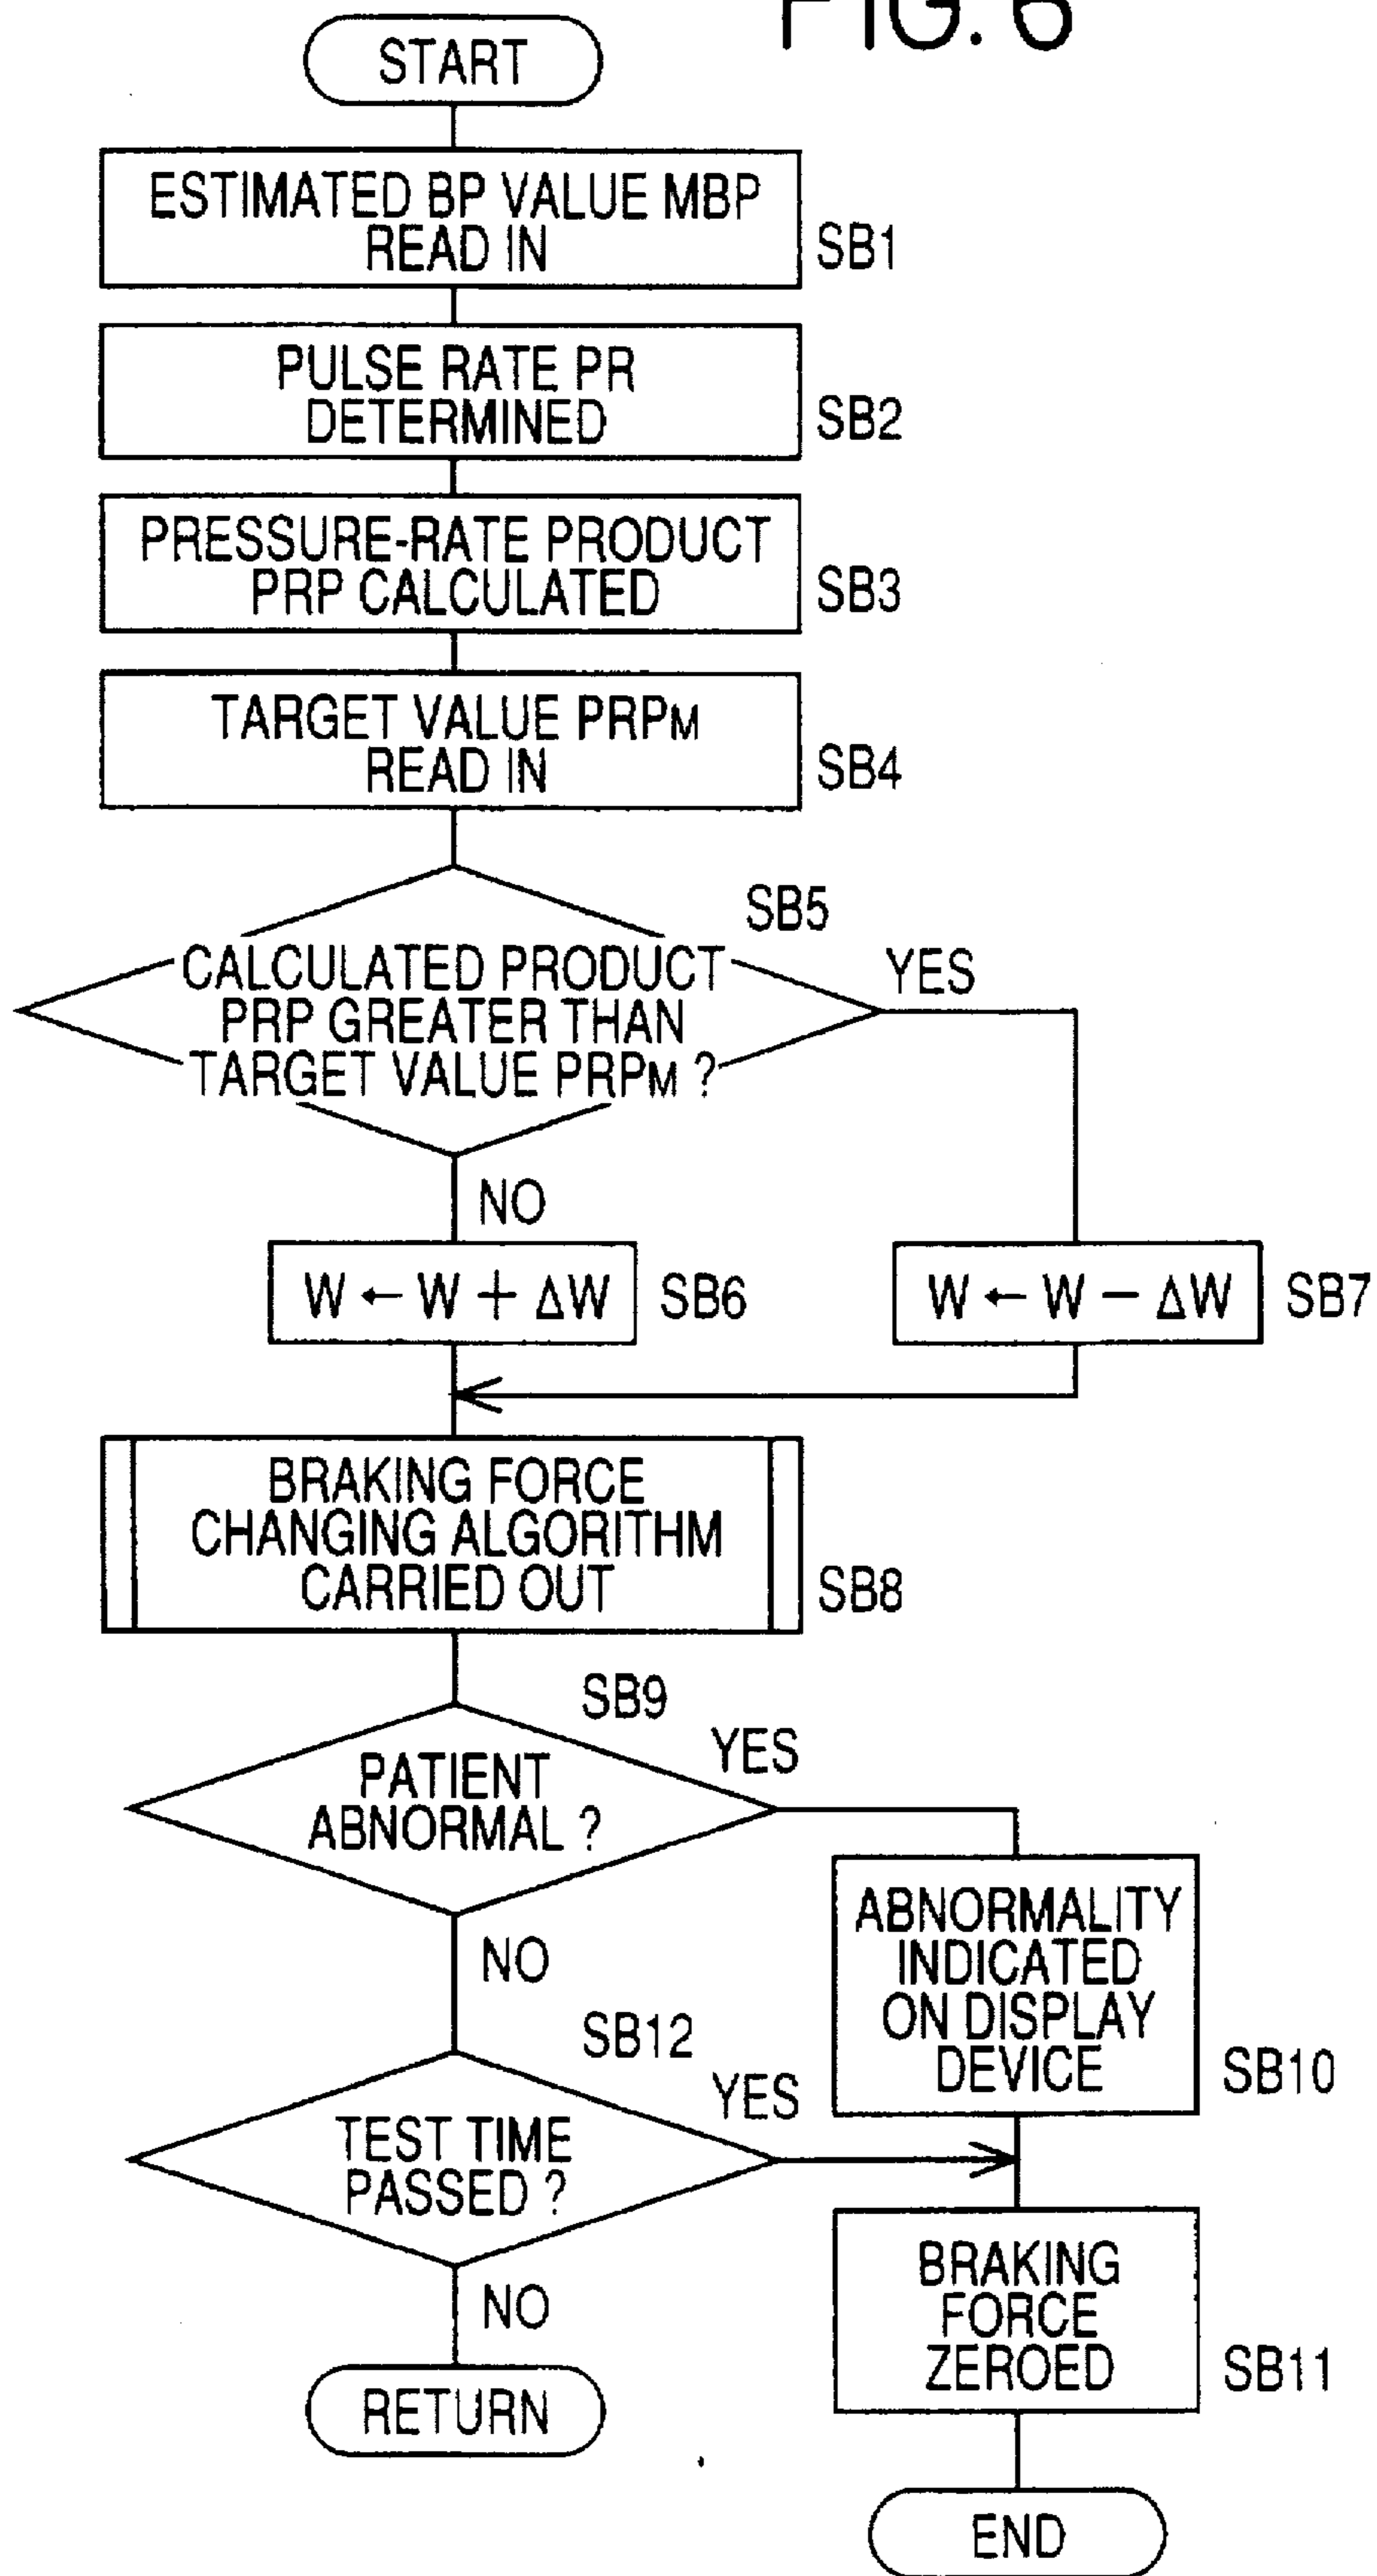 FIG. 6
START
ESTIMATED BP VALUE MBP
READ IN
SB1
PULSE RATE PR
DETERMINED
SB2
PRESSURE-RATE PRODUCT
PRP CALCULATED
SB3
TARGET VALUE PRPM
READ IN
SB4
SB5
CALCULATED PRODUCT
PRP GREATER THAN
TARGET VALUE PRPM ?
YES
NO
W ← W + ΔW
SB6
W ← W − ΔW
SB7
BRAKING FORCE
CHANGING ALGORITHM
CARRIED OUT
SB8
SB9
PATIENT
ABNORMAL ?
YES
NO
ABNORMALITY
INDICATED
ON DISPLAY
DEVICE
SB10
SB12
TEST TIME
PASSED ?
YES
NO
BRAKING
FORCE
ZEROED
SB11
RETURN
END